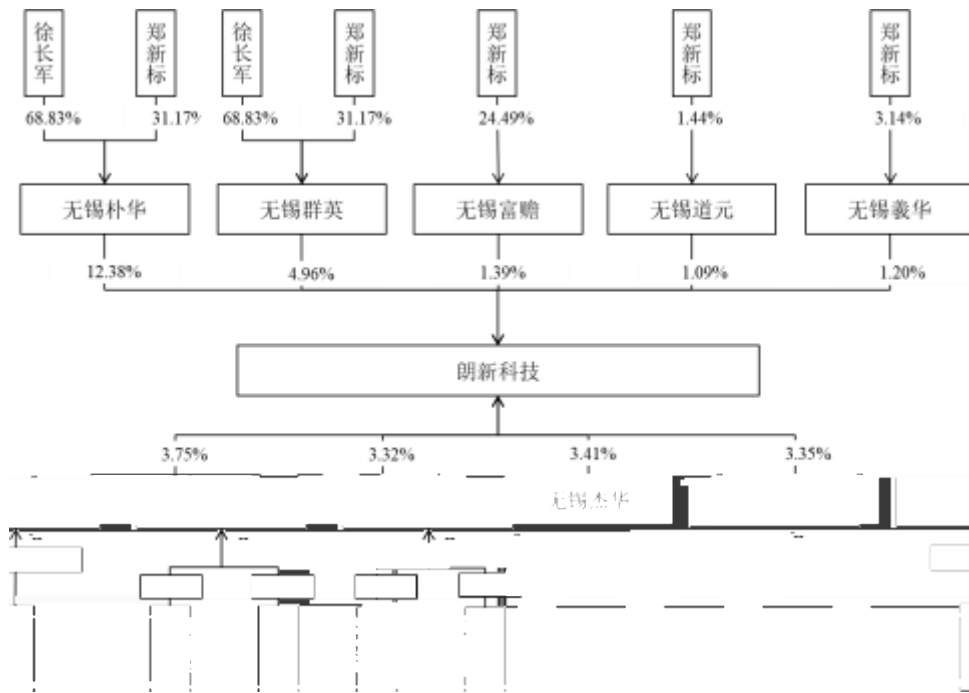 徐长军 郑新标 徐长军 郑新标 郑新标 郑新标 郑新标
68.83% 31.17% 68.83% 31.17% 24.49% 1.44% 3.14%
无锡朴华 无锡群英 无锡富赡 无锡道元 无锡羲华
12.38% 4.96% 1.39% 1.09% 1.20%
朗新科技
3.75% 3.32% 3.41% 3.35%
无锡杰华